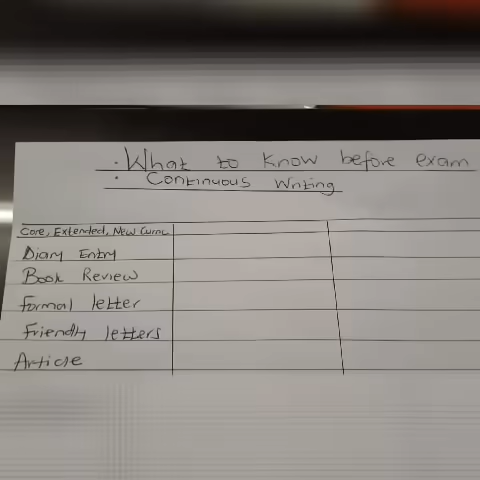 · What to know before exam
· Continuous Writing
Core, Extended, New
Diary Entry
Book Review
Formal letter
Friendly letters
Article